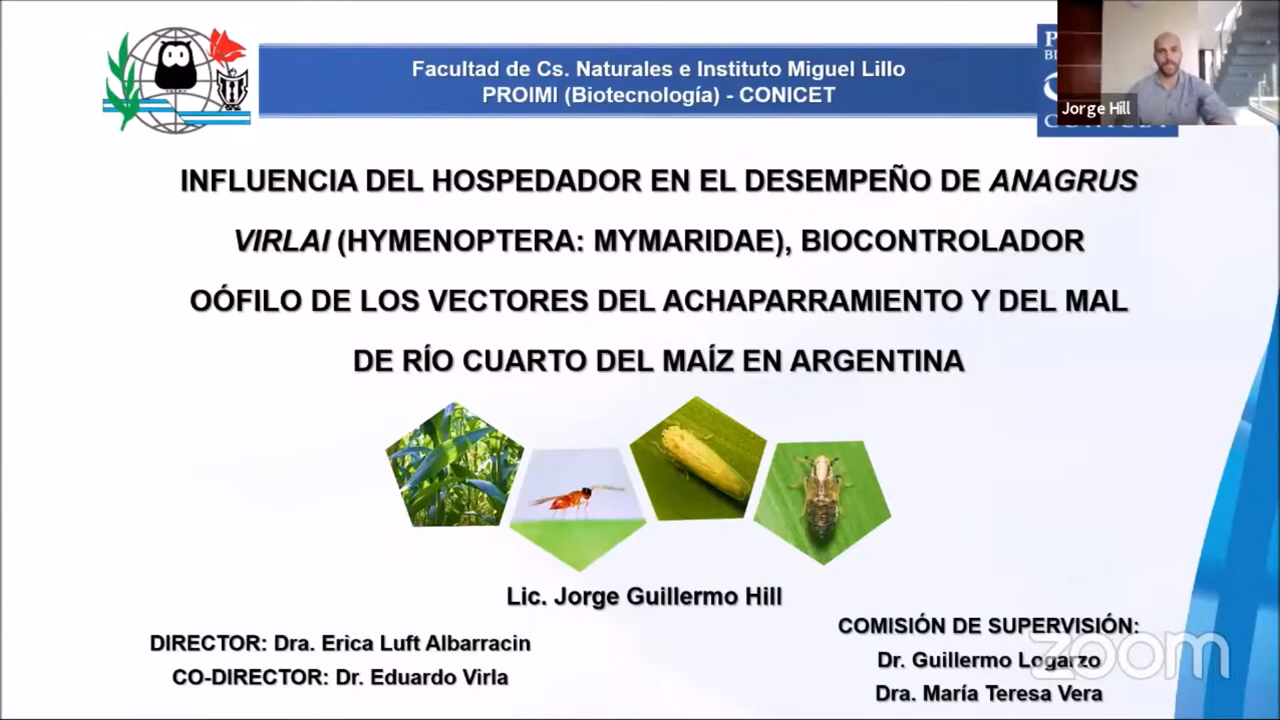 Facultad de Cs. Naturales e Instituto Miguel Lillo
PROIMI (Biotecnología) - CONICET
Jorge Hill
INFLUENCIA DEL HOSPEDADOR EN EL DESEMPEÑO DE ANAGRUS
VIRLAI (HYMENOPTERA: MYMARIDAE), BIOCONTROLADOR
OÓFILO DE LOS VECTORES DEL ACHAPARRAMIENTO Y DEL MAL
DE RÍO CUARTO DEL MAÍZ EN ARGENTINA
Lic. Jorge Guillermo Hill
DIRECTOR: Dra. Erica Luft Albarracin
CO-DIRECTOR: Dr. Eduardo Virla
COMISIÓN DE SUPERVISIÓN:
Dr. Guillermo Logarzo
Dra. María Teresa Vera
zoom